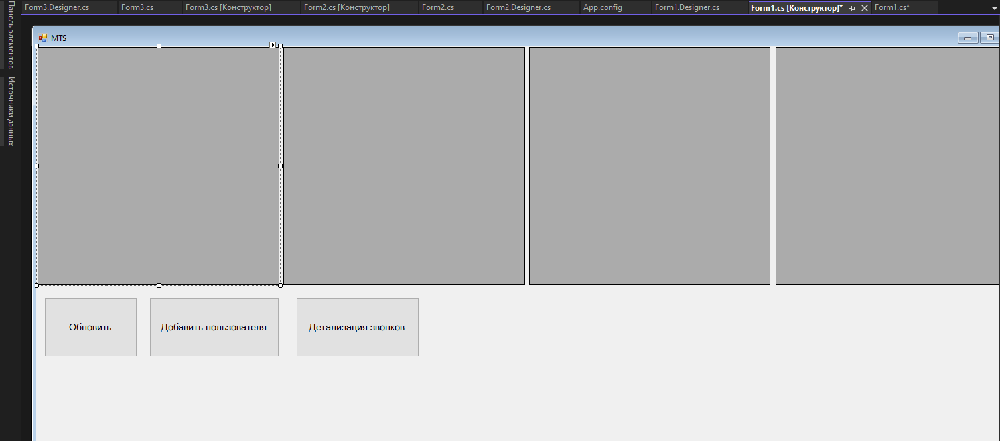 Form3.Designer.cs
Form3.cs
Form3.cs [Конструктор]
Form2.cs [Конструктор]
Form2.cs
Form2.Designer.cs
App.config
Form1.Designer.cs
Form1.cs [Конструктор]*
Form1.cs*
Панель элементов
Источники данных
MTS
Обновить
Добавить пользователя
Детализация звонков